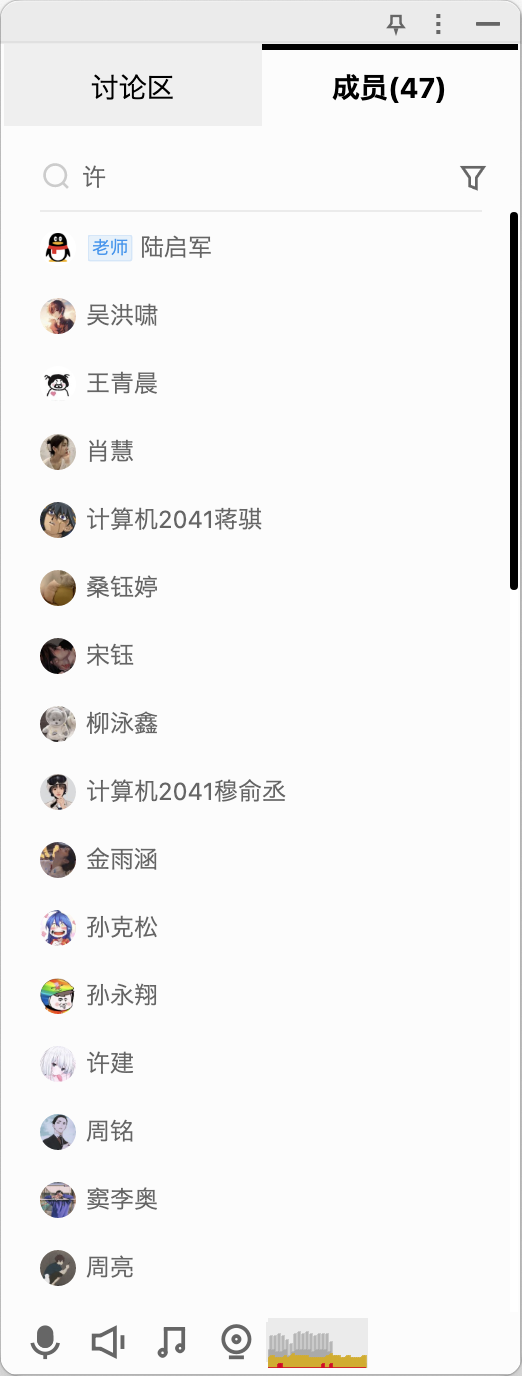 讨论区 成员(47)
许
老师 陆启军
吴洪啸
王青晨
肖慧
计算机2041蒋骐
桑钰婷
宋钰
柳泳鑫
计算机2041穆俞丞
金雨涵
孙克松
孙永翔
许建
周铭
窦李奥
周亮